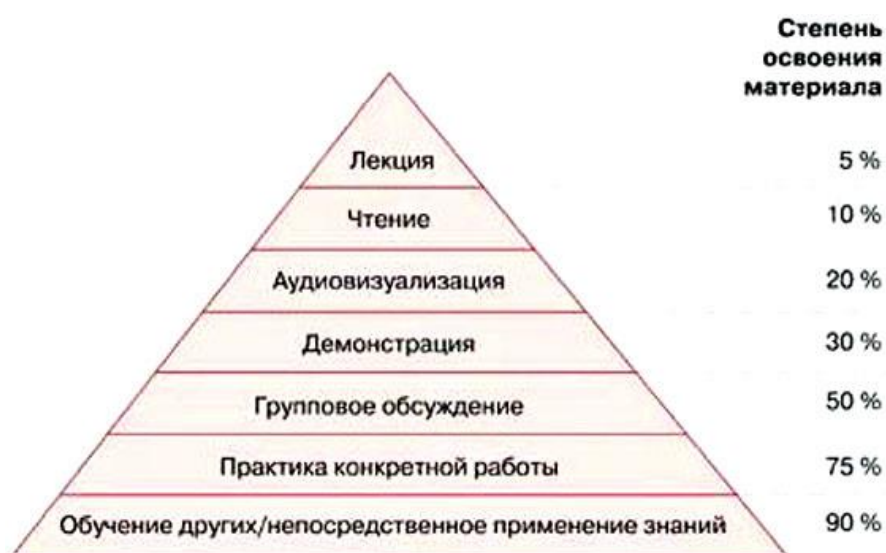 Степень
освоения
материала
Лекция 5 %
Чтение 10 %
Аудиовизуализация 20 %
Демонстрация 30 %
Групповое обсуждение 50 %
Практика конкретной работы 75 %
Обучение других/непосредственное применение знаний 90 %